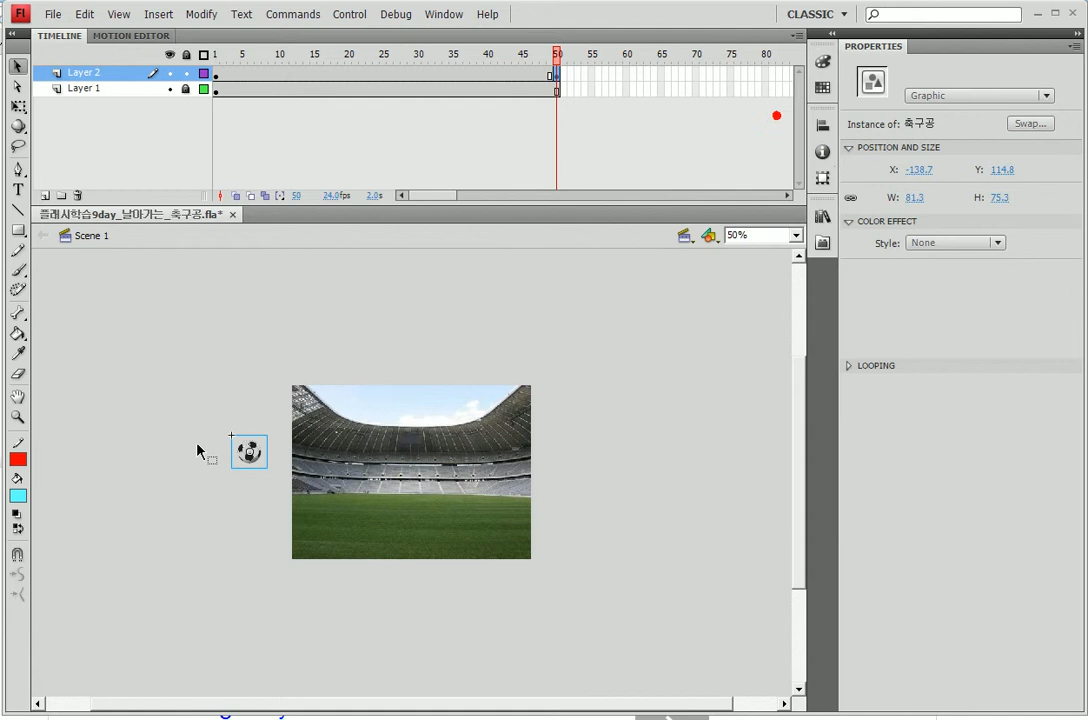 Fl File Edit View Insert Modify Text Commands Control Debug Window Help CLASSIC
TIMELINE MOTION EDITOR
PROPERTIES
1 5 10 15 20 25 30 35 40 45 50 55 60 65 70 75 80
Layer 2
Layer 1
Graphic
Instance of: 축구공 Swap...
POSITION AND SIZE
X: -138.7 Y: 114.8
W: 81.3 H: 75.3
50 24.0fps 2.0s
플래시학습9day_날아가는_축구공.fla*
COLOR EFFECT
Scene 1 50%
Style: None
LOOPING